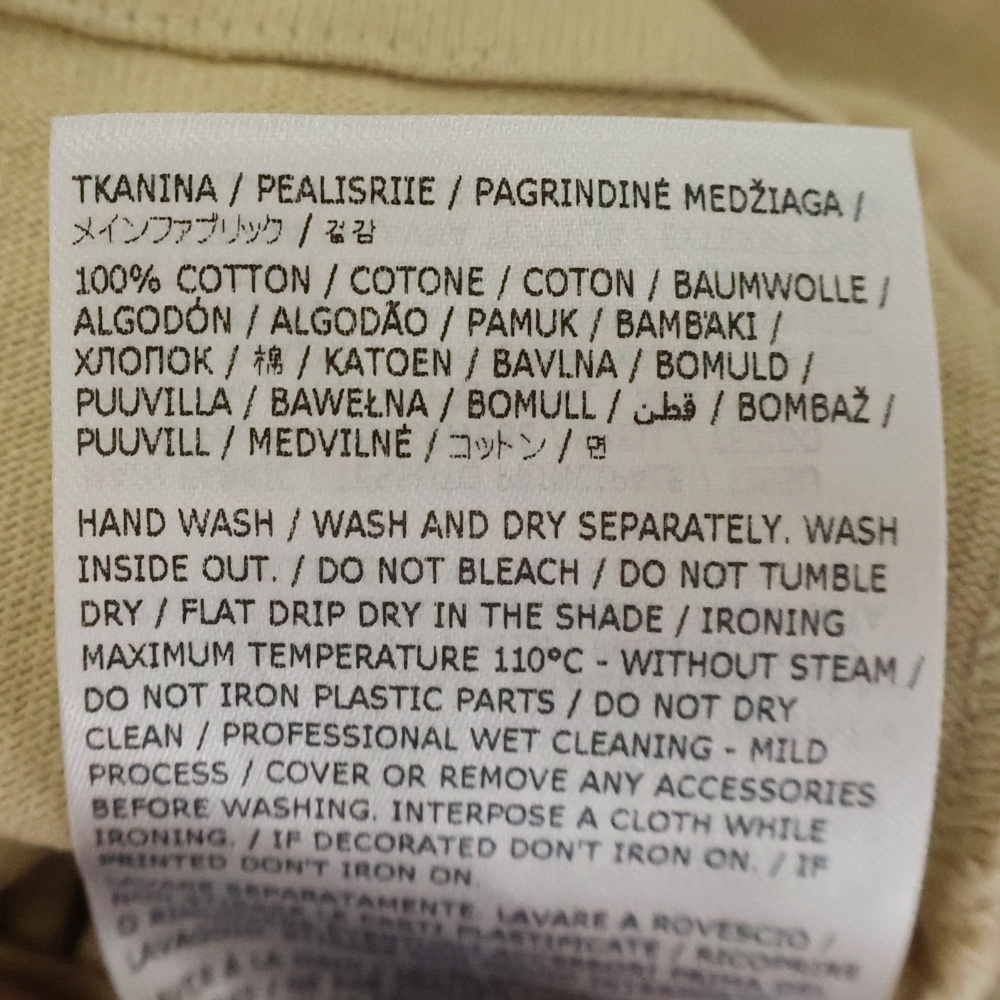 TKANINA / PEALISRIIE / PAGRINDINĖ MEDŽIAGA /
メインファブリック / 겉감
100% COTTON / COTONE / COTON / BAUMWOLLE /
ALGODÓN / ALGODÃO / PAMUK / BAMBAKI /
ХЛОПОК / 棉 / KATOEN / BAVLNA / BOMULD /
PUUVILLA / BAWEŁNA / BOMULL / قطن / BOMBAŽ /
PUUVILL / MEDVILNĖ / コットン / 면
HAND WASH / WASH AND DRY SEPARATELY. WASH
INSIDE OUT. / DO NOT BLEACH / DO NOT TUMBLE
DRY / FLAT DRIP DRY IN THE SHADE / IRONING
MAXIMUM TEMPERATURE 110°C - WITHOUT STEAM /
DO NOT IRON PLASTIC PARTS / DO NOT DRY
CLEAN / PROFESSIONAL WET CLEANING - MILD
PROCESS / COVER OR REMOVE ANY ACCESSORIES
BEFORE WASHING. INTERPOSE A CLOTH WHILE
IRONING. / IF DECORATED DON'T IRON ON. / IF
PRINTED DON'T IRON ON.
LAVARE SEPARATAMENTE. LAVARE A ROVESCIO /
PARTI PLASTIFICATE / RICOPRIRE